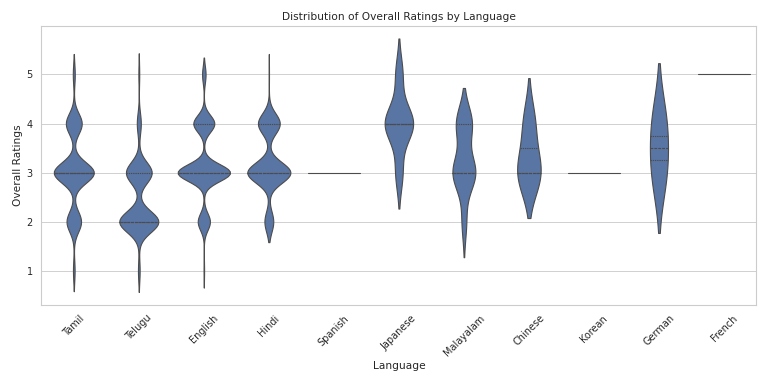 Distribution of Overall Ratings by Language
Overall Ratings
5
4
3
2
1
Tamil
Telugu
English
Hindi
Spanish
Japanese
Malayalam
Chinese
Korean
German
French
Language